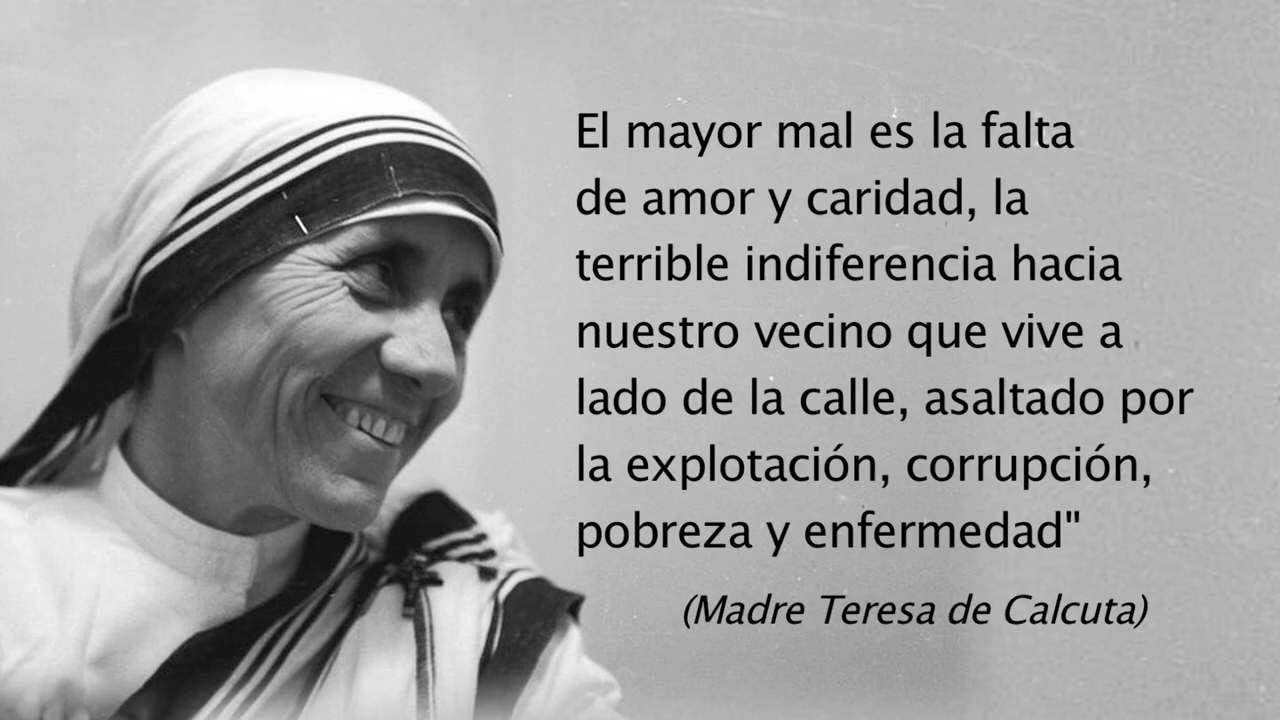 El mayor mal es la falta
de amor y caridad, la
terrible indiferencia hacia
nuestro vecino que vive a
lado de la calle, asaltado por
la explotación, corrupción,
pobreza y enfermedad"
(Madre Teresa de Calcuta)